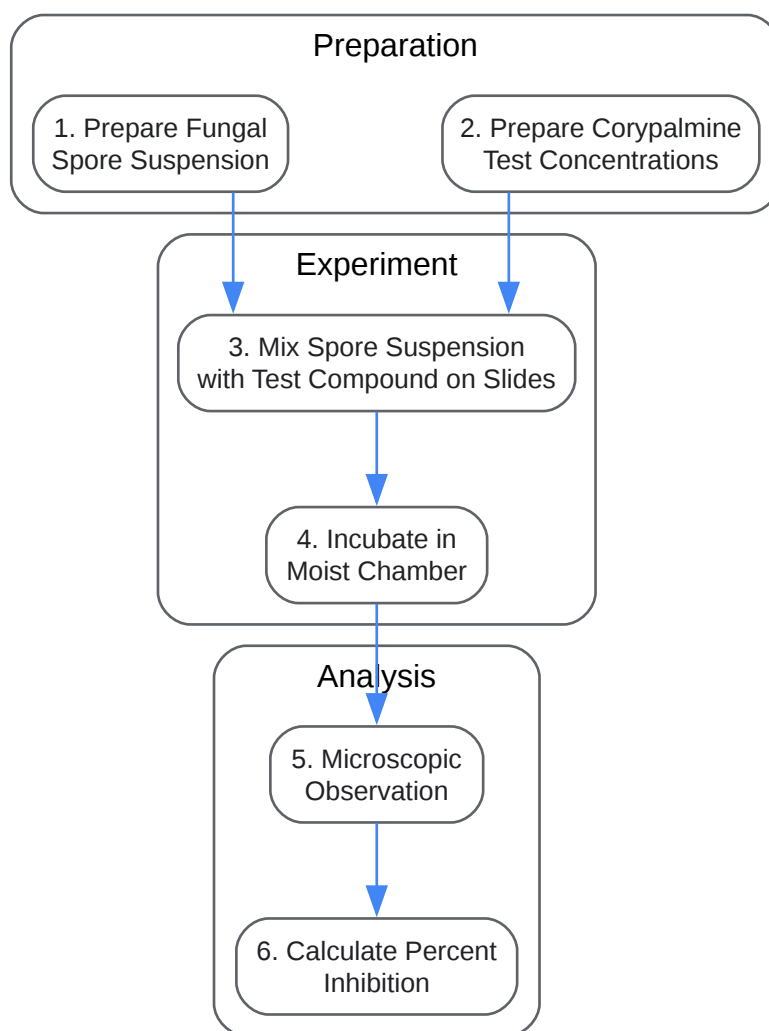 Preparation
1. Prepare Fungal
Spore Suspension
2. Prepare Corypalmine
Test Concentrations
Experiment
3. Mix Spore Suspension
with Test Compound on Slides
4. Incubate in
Moist Chamber
Analysis
5. Microscopic
Observation
6. Calculate Percent
Inhibition